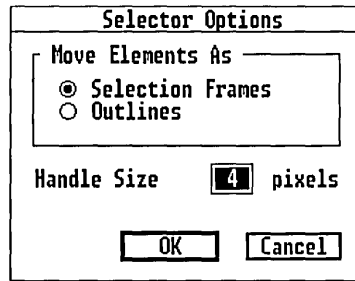 Selector Options
Move Elements As
Selection Frames
Outlines
Handle Size 4 pixels
OK Cancel